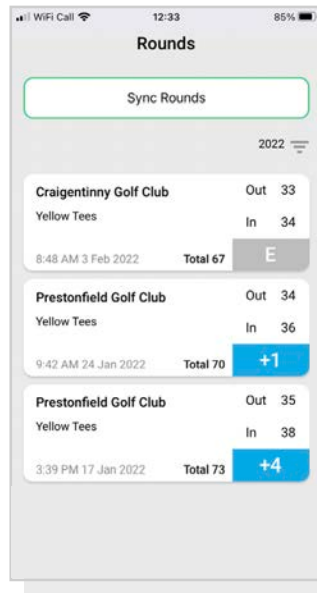 WiFi Call 12:33 85%
Rounds
Sync Rounds
2022
Craigentinny Golf Club Out 33
Yellow Tees In 34
8:48 AM 3 Feb 2022 Total 67 E
Prestonfield Golf Club Out 34
Yellow Tees In 36
9:42 AM 24 Jan 2022 Total 70 +1
Prestonfield Golf Club Out 35
Yellow Tees In 38
3:39 PM 17 Jan 2022 Total 73 +4